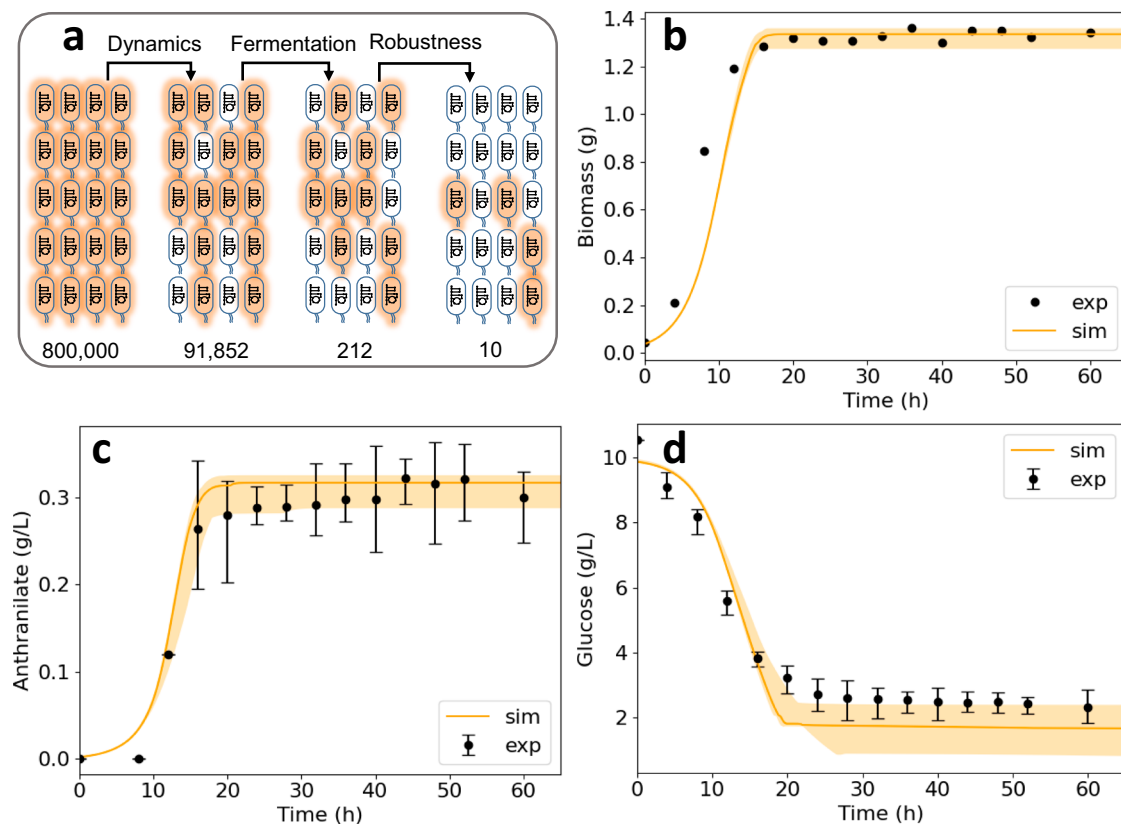 a
Dynamics
Fermentation
Robustness
800,000
91,852
212
10
b
Biomass (g)
1.4
1.2
1.0
0.8
0.6
0.4
0.2
0.0
exp
sim
0
10
20
30
40
50
60
Time (h)
c
Anthranilate (g/L)
0.3
0.2
0.1
0.0
sim
exp
0
10
20
30
40
50
60
Time (h)
d
Glucose (g/L)
10
8
6
4
2
sim
exp
0
10
20
30
40
50
60
Time (h)